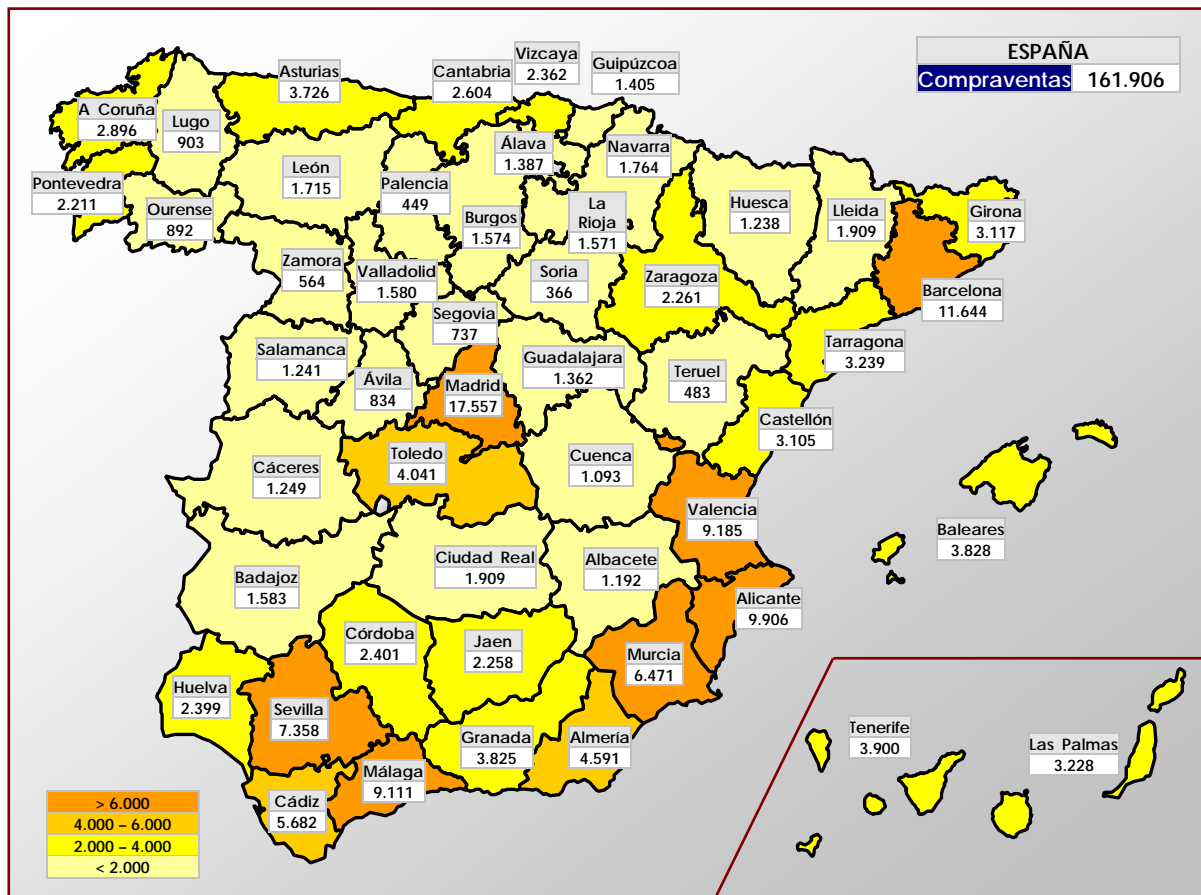 ESPAÑA
Compraventas 161.906
Vizcaya
2.362
Guipúzcoa
1.405
Asturias
3.726
Cantabria
2.604
A Coruña
2.896
Lugo
903
Álava
1.387
Navarra
1.764
León
1.715
Palencia
449
Pontevedra
2.211
Ourense
892
Burgos
1.574
La
Rioja
1.571
Huesca
1.238
Lleida
1.909
Girona
3.117
Zamora
564
Valladolid
1.580
Soria
366
Zaragoza
2.261
Barcelona
11.644
Segovia
737
Salamanca
1.241
Ávila
834
Madrid
17.557
Guadalajara
1.362
Teruel
483
Tarragona
3.239
Castellón
3.105
Cáceres
1.249
Toledo
4.041
Cuenca
1.093
Valencia
9.185
Baleares
3.828
Badajoz
1.583
Ciudad Real
1.909
Albacete
1.192
Alicante
9.906
Córdoba
2.401
Jaen
2.258
Murcia
6.471
Huelva
2.399
Sevilla
7.358
Granada
3.825
Almería
4.591
Tenerife
3.900
Las Palmas
3.228
Málaga
9.111
Cádiz
5.682
> 6.000
4.000 – 6.000
2.000 – 4.000
< 2.000